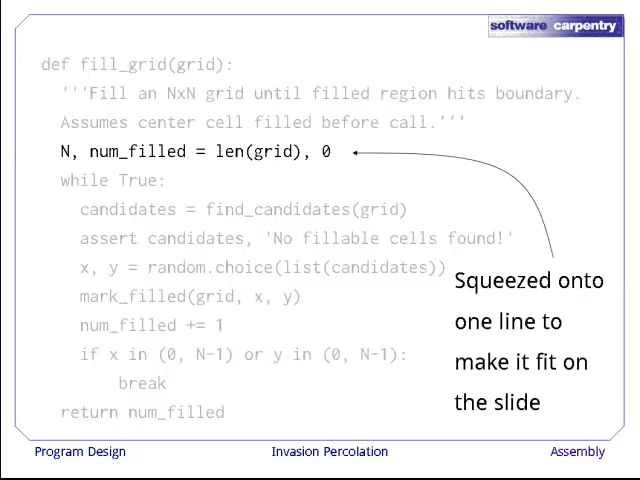 software carpentry
def fill_grid(grid):
'''Fill an NxN grid until filled region hits boundary.
Assumes center cell filled before call.'''
N, num_filled = len(grid), 0
while True:
candidates = find_candidates(grid)
assert candidates, 'No fillable cells found!'
x, y = random.choice(list(candidates))
mark_filled(grid, x, y)
num_filled += 1
if x in (0, N-1) or y in (0, N-1):
break
return num_filled
Squeezed onto
one line to
make it fit on
the slide
Program Design
Invasion Percolation
Assembly